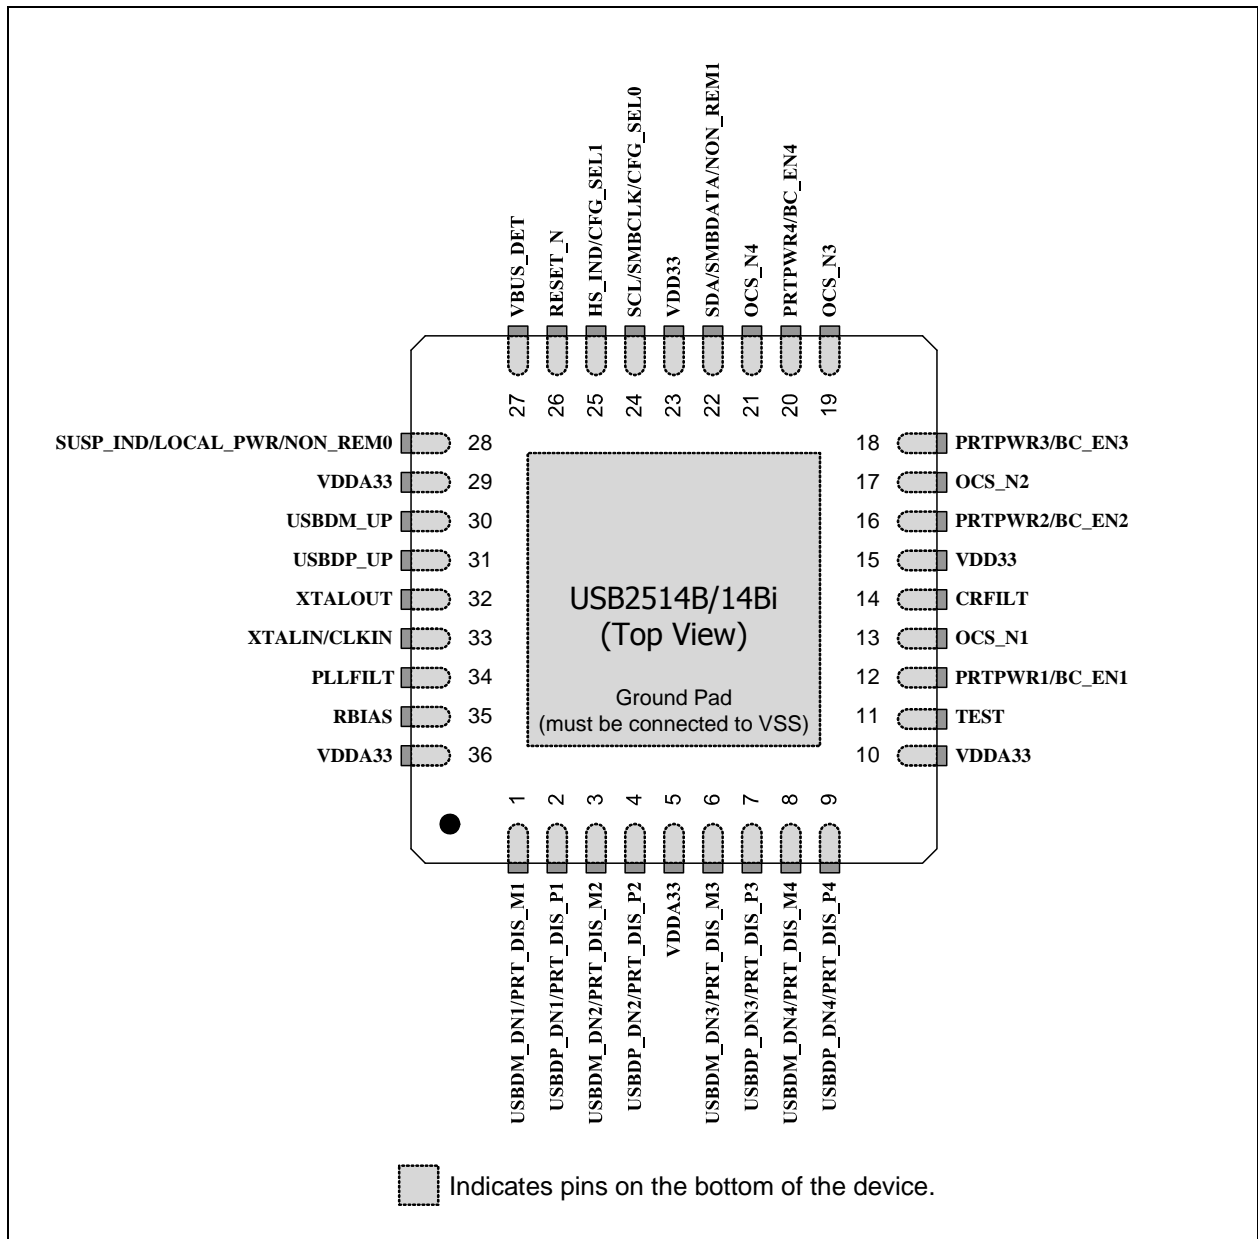 VBUS_DET
RESET_N
HS_IND/CFG_SEL1
SCL/SMBCLK/CFG_SEL0
VDD33
SDA/SMBDATA/NON_REM1
OCS_N4
PRTPWR4/BC_EN4
OCS_N3
27
26
25
24
23
22
21
20
19
SUSP_IND/LOCAL_PWR/NON_REM0 28
VDDA33 29
USBDM_UP 30
USBDP_UP 31
XTALOUT 32
XTALIN/CLKIN 33
PLLFILT 34
RBIAS 35
VDDA33 36
USB2514B/14Bi
(Top View)
Ground Pad
(must be connected to VSS)
18 PRTPWR3/BC_EN3
17 OCS_N2
16 PRTPWR2/BC_EN2
15 VDD33
14 CRFILT
13 OCS_N1
12 PRTPWR1/BC_EN1
11 TEST
10 VDDA33
1
2
3
4
5
6
7
8
9
USBDM_DN1/PRT_DIS_M1
USBDP_DN1/PRT_DIS_P1
USBDM_DN2/PRT_DIS_M2
USBDP_DN2/PRT_DIS_P2
VDDA33
USBDM_DN3/PRT_DIS_M3
USBDP_DN3/PRT_DIS_P3
USBDM_DN4/PRT_DIS_M4
USBDP_DN4/PRT_DIS_P4
Indicates pins on the bottom of the device.